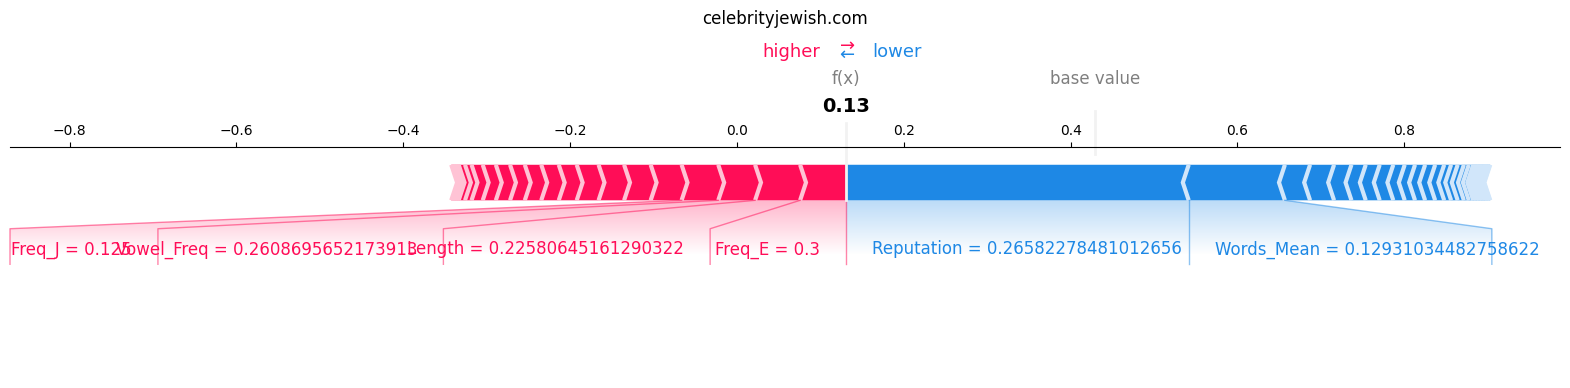 celebrityjewish.com
higher ⇄ lower
f(x) base value
0.13
−0.8 −0.6 −0.4 −0.2 0.0 0.2 0.4 0.6 0.8
Freq_J = 0.125 Vowel_Freq = 0.2608695652173913 Length = 0.22580645161290322 Freq_E = 0.3 Reputation = 0.26582278481012656 Words_Mean = 0.12931034482758622